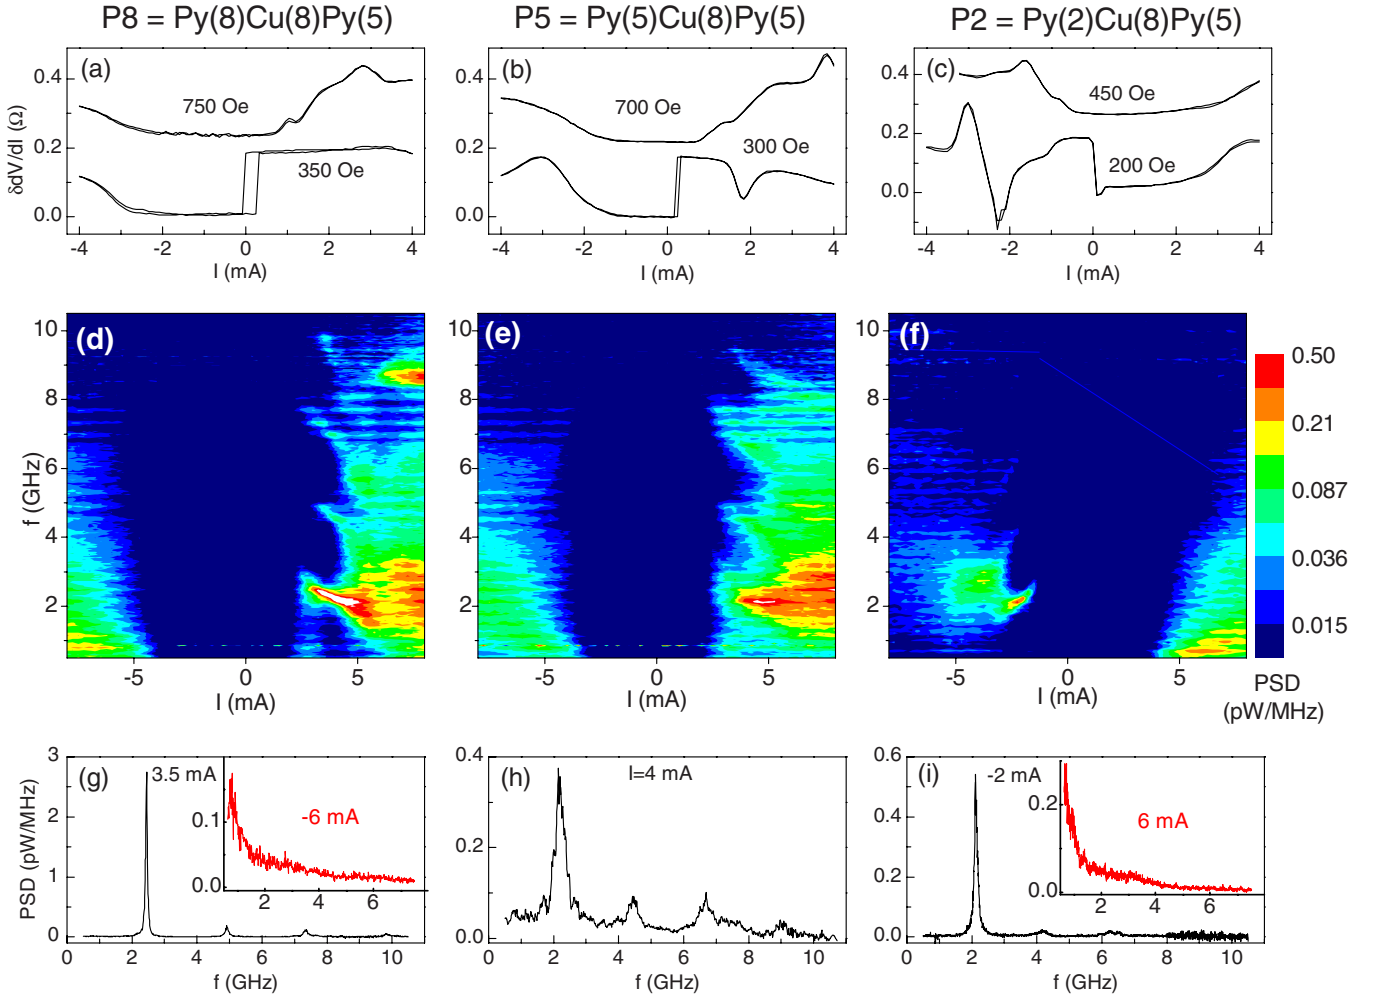 P8 = Py(8)Cu(8)Py(5)
P5 = Py(5)Cu(8)Py(5)
P2 = Py(2)Cu(8)Py(5)
(a)
750 Oe
350 Oe
0.4
0.2
0.0
δdV/dI (Ω)
-4 -2 0 2 4
I (mA)
(b)
700 Oe
300 Oe
0.4
0.2
0.0
-4 -2 0 2 4
I (mA)
(c)
450 Oe
200 Oe
0.4
0.2
0.0
-4 -2 0 2 4
I (mA)
(d)
10
8
6
4
2
f (GHz)
-5 0 5
I (mA)
(e)
10
8
6
4
2
-5 0 5
I (mA)
(f)
10
8
6
4
2
-5 0 5
I (mA)
0.50
0.21
0.087
0.036
0.015
PSD
(pW/MHz)
(g)
3.5 mA
3
2
1
0
PSD (pW/MHz)
0 2 4 6 8 10
f (GHz)
-6 mA
0.1
0.0
2 4 6
(h)
I=4 mA
0.4
0.2
0.0
0 2 4 6 8 10
f (GHz)
(i)
-2 mA
0.6
0.4
0.2
0.0
0 2 4 6 8 10
f (GHz)
6 mA
0.2
0.0
2 4 6